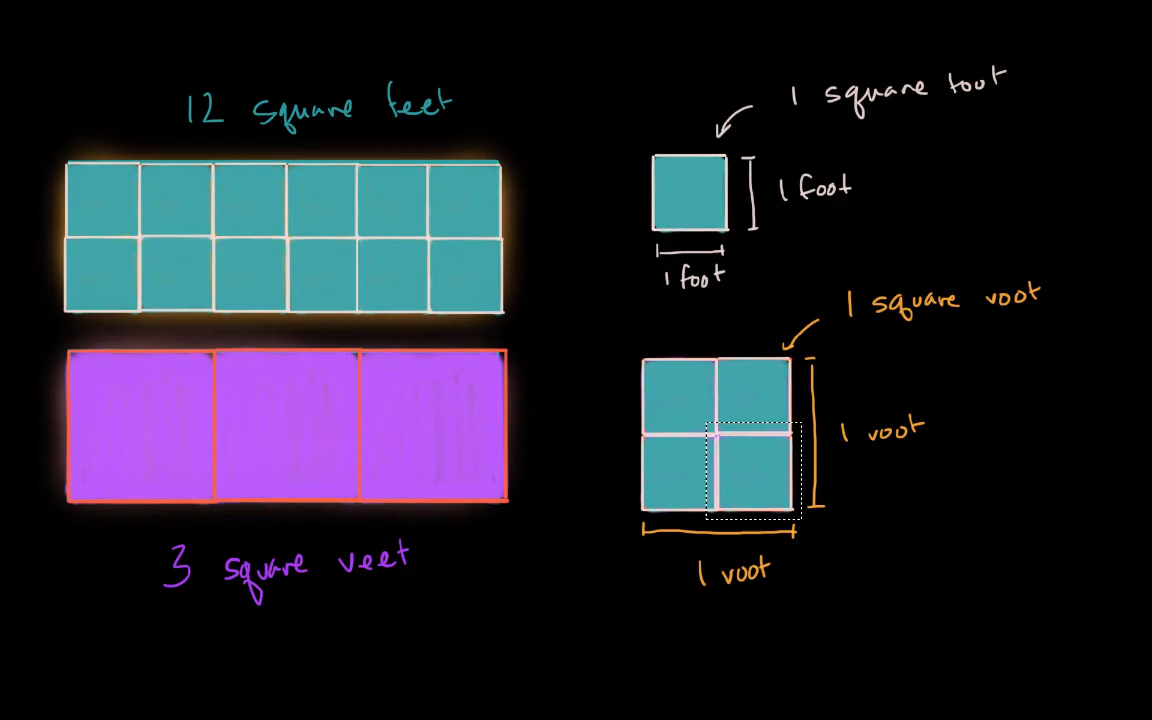 12 square feet
1 square foot
1 foot
1 foot
1 square voot
1 voot
1 voot
3 square veet